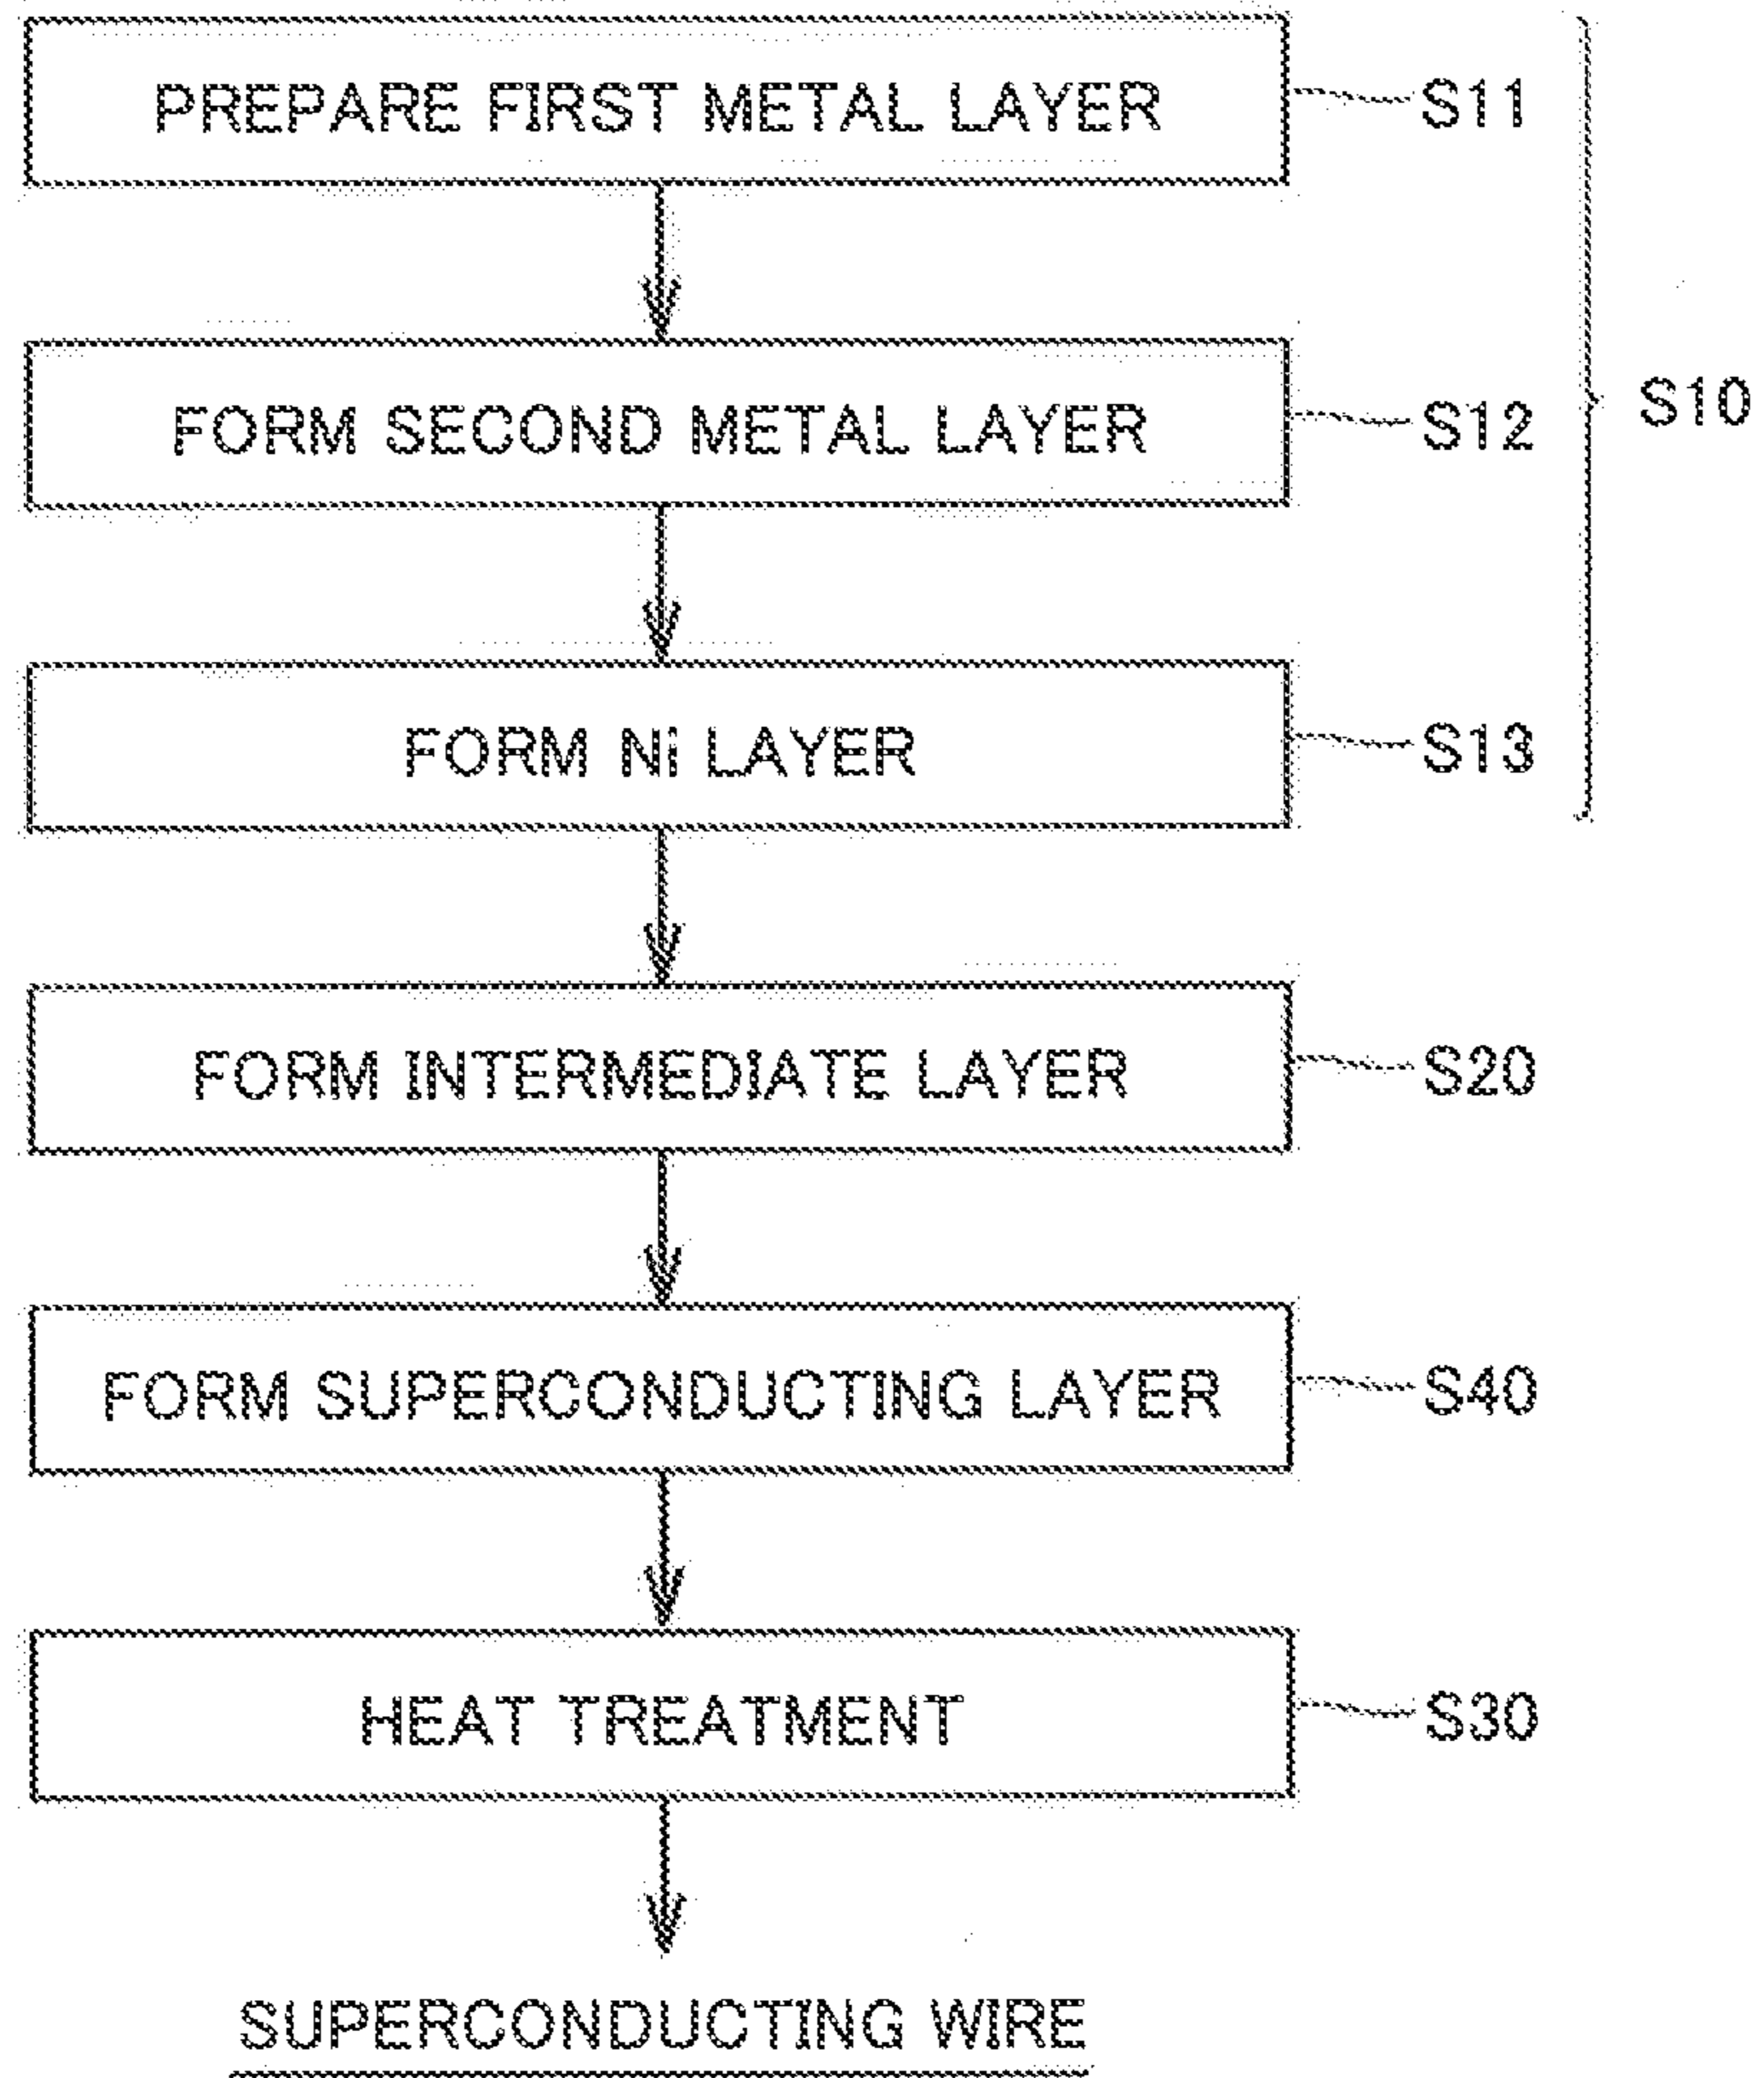 PREPARE FIRST METAL LAYER S11
FORM SECOND METAL LAYER S12
S10
FORM Ni LAYER S13
FORM INTERMEDIATE LAYER S20
FORM SUPERCONDUCTING LAYER S40
HEAT TREATMENT S30
SUPERCONDUCTING WIRE